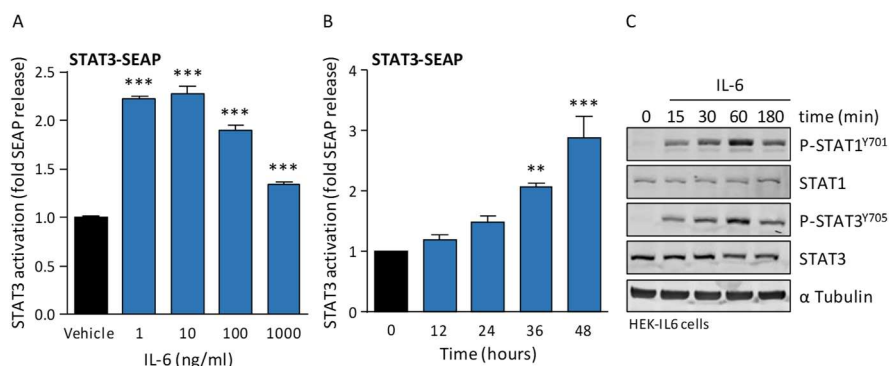 A
STAT3-SEAP
STAT3 activation (fold SEAP release)
2.5
2.0
1.5
1.0
0.5
0.0
*** *** *** ***
Vehicle 1 10 100 1000
IL-6 (ng/ml)
B
STAT3-SEAP
STAT3 activation (fold SEAP release)
4
3
2
1
0
** ***
0 12 24 36 48
Time (hours)
C
IL-6
0 15 30 60 180 time (min)
P-STAT1Y701
STAT1
P-STAT3Y705
STAT3
α Tubulin
HEK-IL6 cells